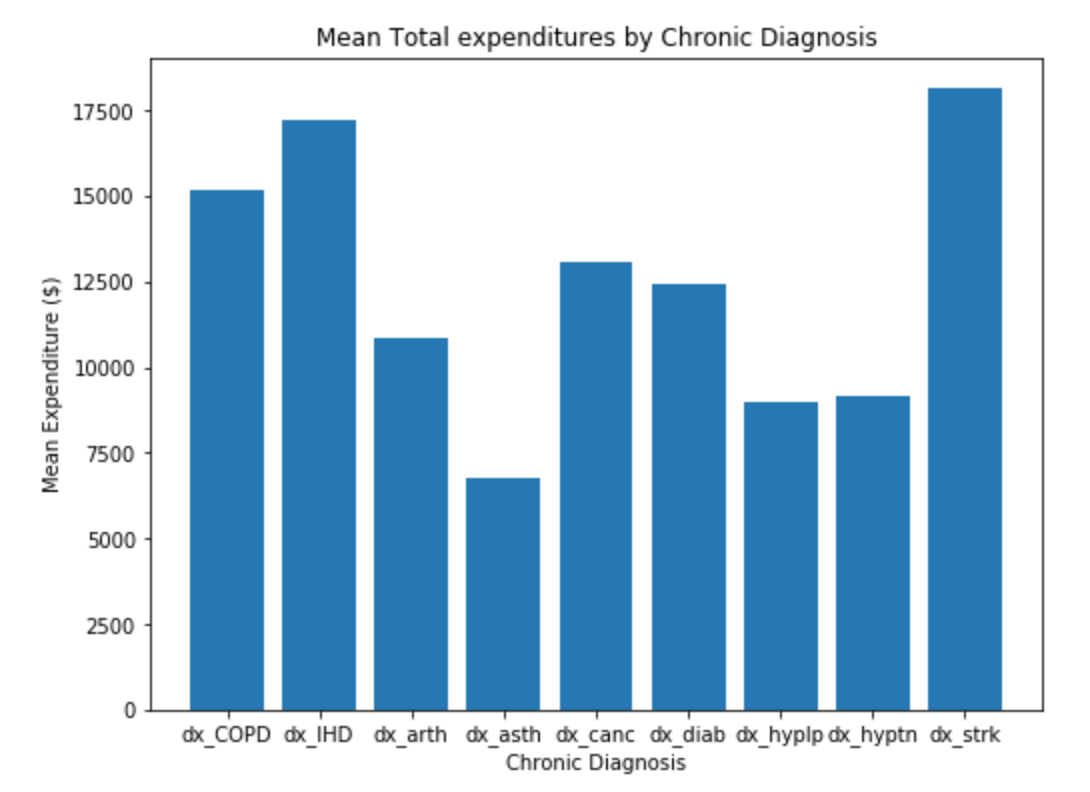 Mean Total expenditures by Chronic Diagnosis
17500
15000
12500
10000
7500
5000
2500
0
Mean Expenditure ($)
dx_COPD dx_IHD dx_arth dx_asth dx_canc dx_diab dx_hyplp dx_hyptn dx_strk
Chronic Diagnosis